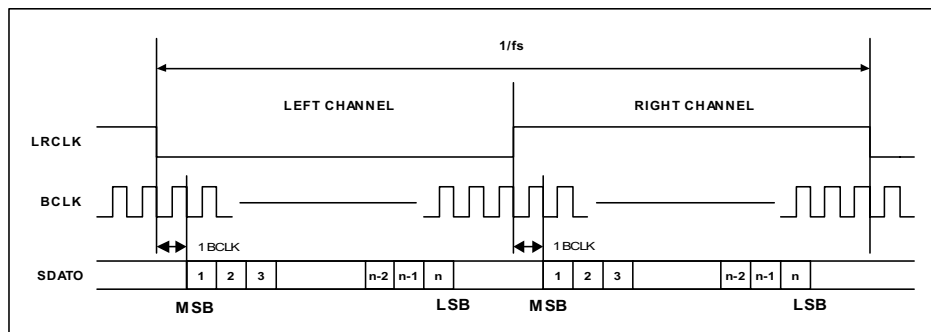 1/fs
LEFT CHANNEL RIGHT CHANNEL
LRCLK
BCLK
1 BCLK 1 BCLK
SDATO 1 2 3 n-2 n-1 n 1 2 3 n-2 n-1 n
MSB LSB MSB LSB